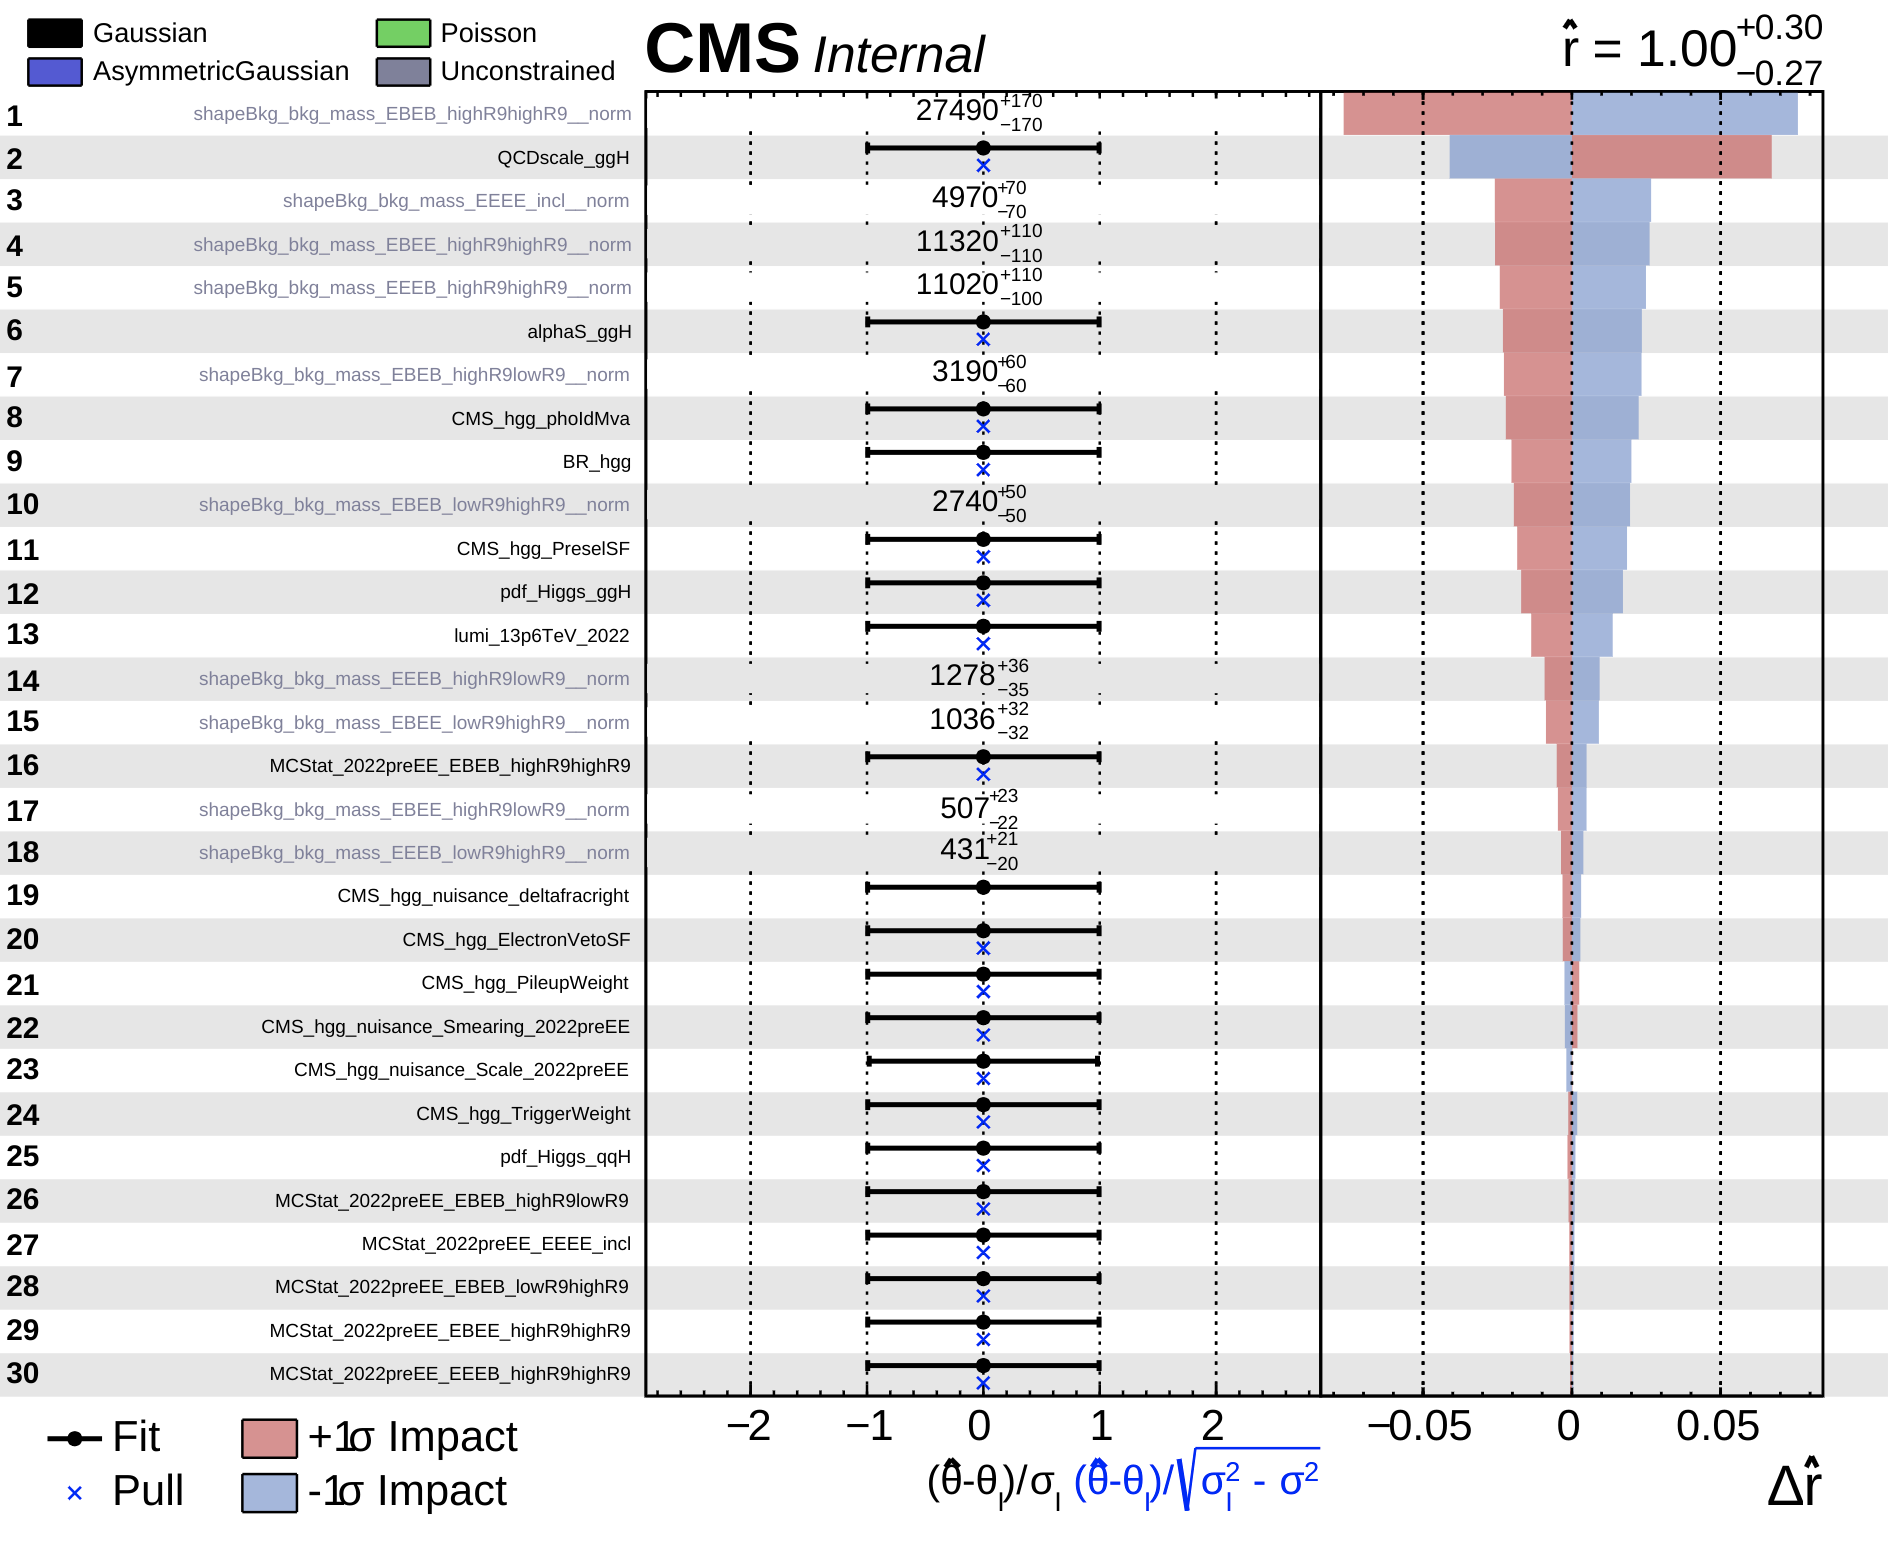 Gaussian Poisson
AsymmetricGaussian Unconstrained
CMS Internal
r̂ = 1.00 +0.30 −0.27
1 shapeBkg_bkg_mass_EBEB_highR9highR9__norm 27490 +170 −170
2 QCDscale_ggH
3 shapeBkg_bkg_mass_EEEE_incl__norm 4970 +70 −70
4 shapeBkg_bkg_mass_EBEE_highR9highR9__norm 11320 +110 −110
5 shapeBkg_bkg_mass_EEEB_highR9highR9__norm 11020 +110 −100
6 alphaS_ggH
7 shapeBkg_bkg_mass_EBEB_highR9lowR9__norm 3190 +60 −60
8 CMS_hgg_phoIdMva
9 BR_hgg
10 shapeBkg_bkg_mass_EBEB_lowR9highR9__norm 2740 +50 −50
11 CMS_hgg_PreselSF
12 pdf_Higgs_ggH
13 lumi_13p6TeV_2022
14 shapeBkg_bkg_mass_EEEB_highR9lowR9__norm 1278 +36 −35
15 shapeBkg_bkg_mass_EBEE_lowR9highR9__norm 1036 +32 −32
16 MCStat_2022preEE_EBEB_highR9highR9
17 shapeBkg_bkg_mass_EBEE_highR9lowR9__norm 507 +23 −22
18 shapeBkg_bkg_mass_EEEB_lowR9highR9__norm 431 +21 −20
19 CMS_hgg_nuisance_deltafracright
20 CMS_hgg_ElectronVetoSF
21 CMS_hgg_PileupWeight
22 CMS_hgg_nuisance_Smearing_2022preEE
23 CMS_hgg_nuisance_Scale_2022preEE
24 CMS_hgg_TriggerWeight
25 pdf_Higgs_qqH
26 MCStat_2022preEE_EBEB_highR9lowR9
27 MCStat_2022preEE_EEEE_incl
28 MCStat_2022preEE_EBEB_lowR9highR9
29 MCStat_2022preEE_EBEE_highR9highR9
30 MCStat_2022preEE_EEEB_highR9highR9
−2 −1 0 1 2 −0.05 0 0.05
Fit +1σ Impact
Pull -1σ Impact
(θ̂-θI)/σI (θ̂-θI)/√σI² - σ²
Δr̂